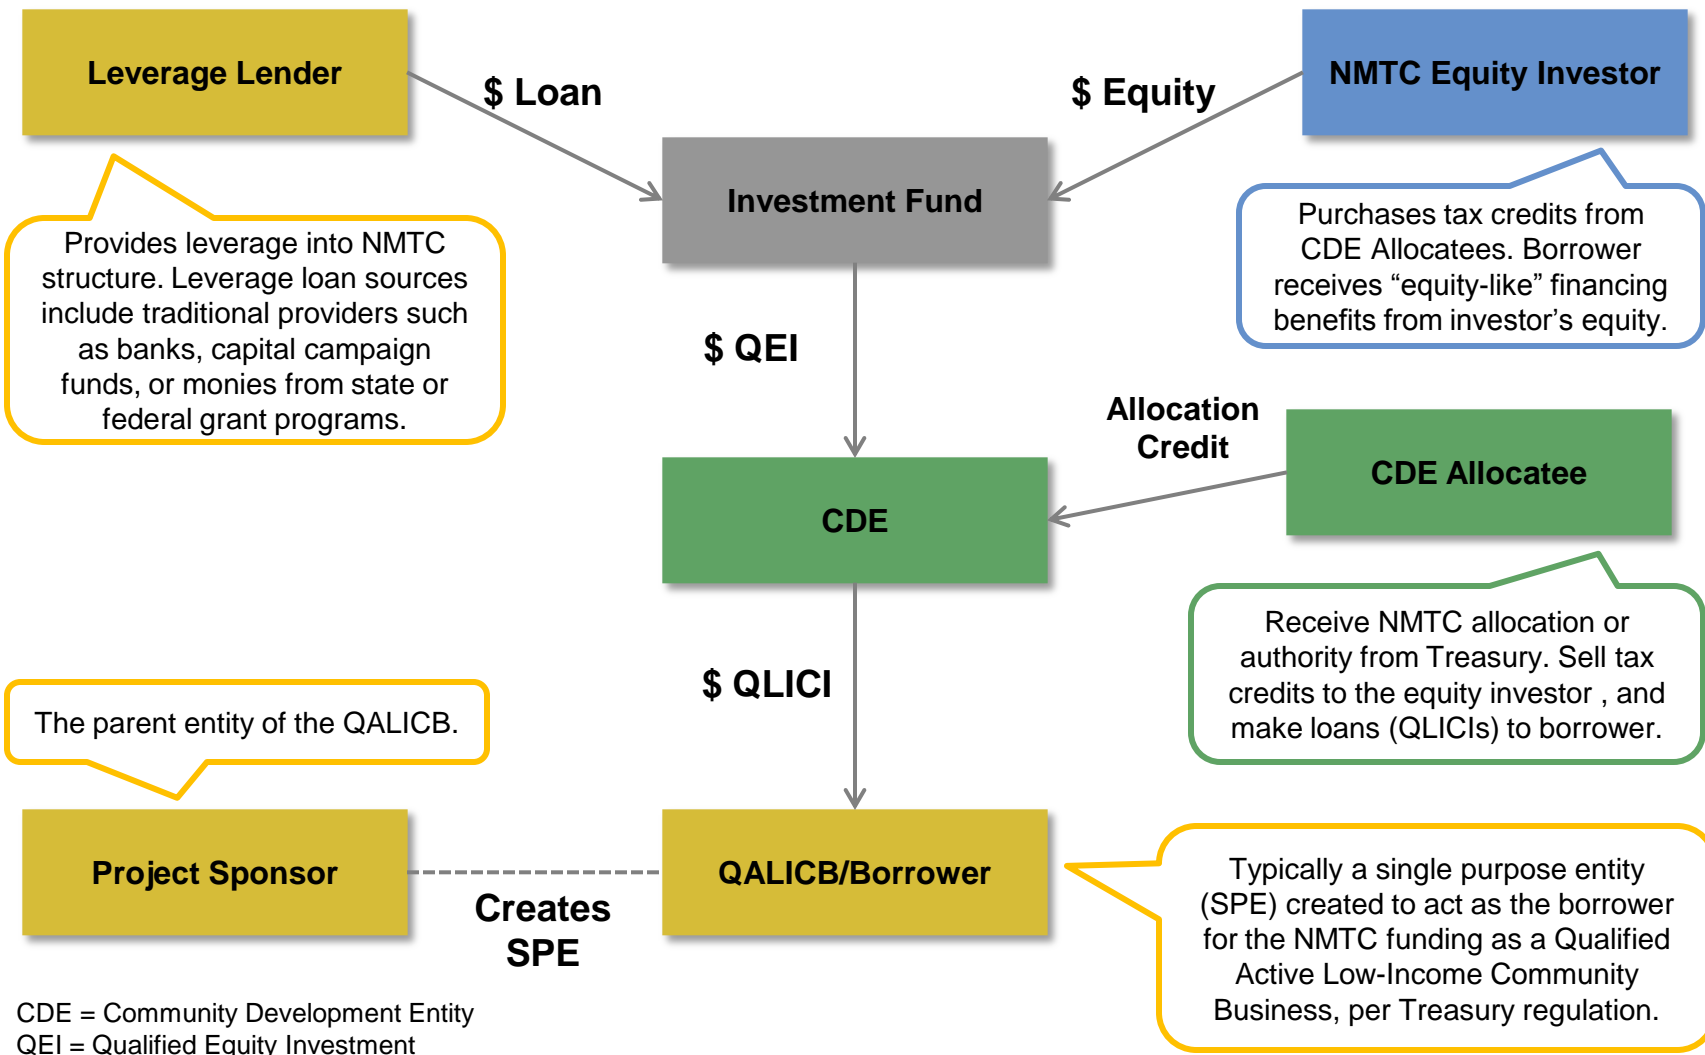 Leverage Lender
$ Loan
$ Equity
NMTC Equity Investor
Investment Fund
Provides leverage into NMTC
structure. Leverage loan sources
include traditional providers such
as banks, capital campaign
funds, or monies from state or
federal grant programs.
Purchases tax credits from
CDE Allocatees. Borrower
receives “equity-like” financing
benefits from investor’s equity.
$ QEI
Allocation
Credit
CDE Allocatee
CDE
Receive NMTC allocation or
authority from Treasury. Sell tax
credits to the equity investor , and
make loans (QLICIs) to borrower.
$ QLICI
The parent entity of the QALICB.
Project Sponsor
Creates
SPE
QALICB/Borrower
Typically a single purpose entity
(SPE) created to act as the borrower
for the NMTC funding as a Qualified
Active Low-Income Community
Business, per Treasury regulation.
CDE = Community Development Entity
QEI = Qualified Equity Investment